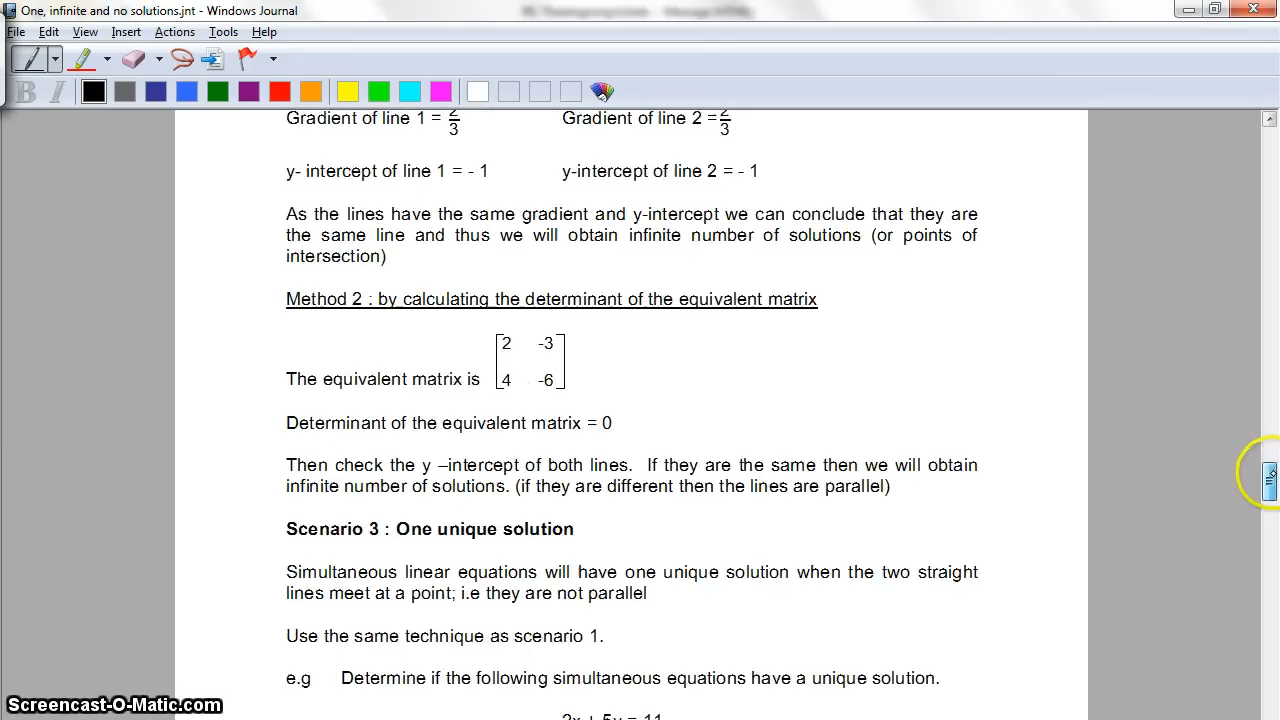 One, infinite and no solutions.jnt - Windows Journal
File Edit View Insert Actions Tools Help
B I
Gradient of line 1 = 2/3 Gradient of line 2 = 2/3
y- intercept of line 1 = - 1 y-intercept of line 2 = - 1
As the lines have the same gradient and y-intercept we can conclude that they are
the same line and thus we will obtain infinite number of solutions (or points of
intersection)
Method 2 : by calculating the determinant of the equivalent matrix
2 -3
The equivalent matrix is 4 -6
Determinant of the equivalent matrix = 0
Then check the y –intercept of both lines. If they are the same then we will obtain
infinite number of solutions. (if they are different then the lines are parallel)
Scenario 3 : One unique solution
Simultaneous linear equations will have one unique solution when the two straight
lines meet at a point; i.e they are not parallel
Use the same technique as scenario 1.
e.g Determine if the following simultaneous equations have a unique solution.
2x + 5y = 11
Screencast-O-Matic.com